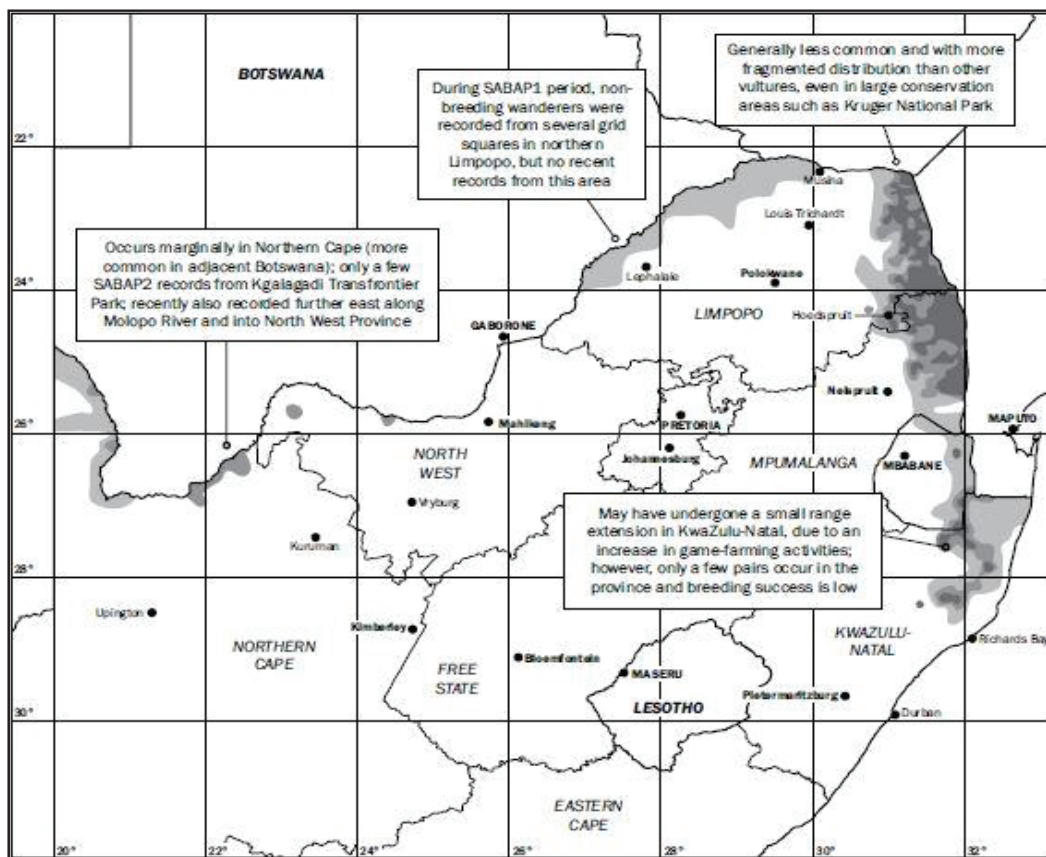 BOTSWANA
During SABAP1 period, non-
breeding wanderers were
recorded from several grid
squares in northern
Limpopo, but no recent
records from this area
Generally less common and with more
fragmented distribution than other
vultures, even in large conservation
areas such as Kruger National Park
22°
Musina
Louis Trichardt
Occurs marginally in Northern Cape (more
common in adjacent Botswana); only a few
SABAP2 records from Kgalagadi Transfrontier
Park; recently also recorded further east along
Molopo River and into North West Province
Lephalale
Polokwane
24°
LIMPOPO
Hoedspruit
GABORONE
Nelspruit
Mahikeng
PRETORIA
MAPUTO
26°
NORTH
WEST
Johannesburg
MPUMALANGA
MBABANE
Vryburg
May have undergone a small range
extension in KwaZulu-Natal, due to an
increase in game-farming activities;
however, only a few pairs occur in the
province and breeding success is low
Kuruman
28°
Upington
Kimberley
NORTHERN
CAPE
FREE
STATE
Bloemfontein
MASERU
LESOTHO
KWAZULU-
NATAL
Richards Bay
Pietermaritzburg
Durban
30°
EASTERN
CAPE
20° 22° 24° 26° 28° 30° 32°